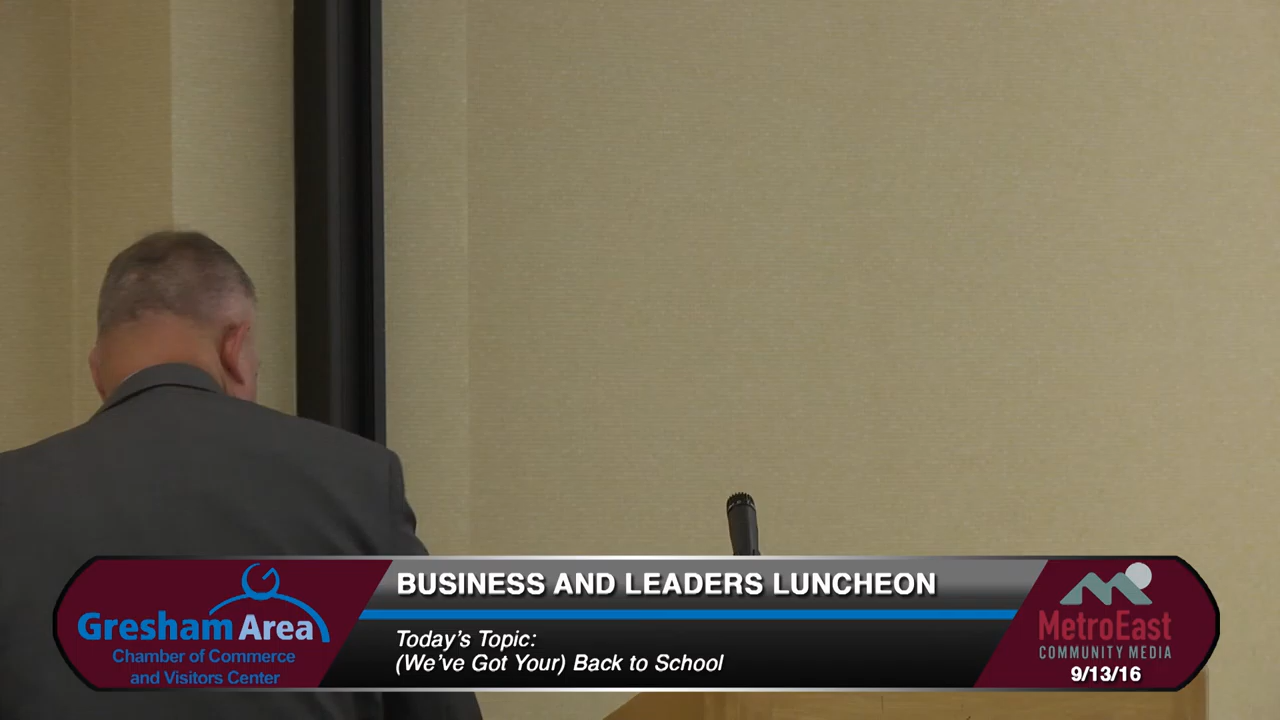 Gresham Area
Chamber of Commerce
and Visitors Center
BUSINESS AND LEADERS LUNCHEON
Today's Topic:
(We've Got Your) Back to School
MetroEast
COMMUNITY MEDIA
9/13/16